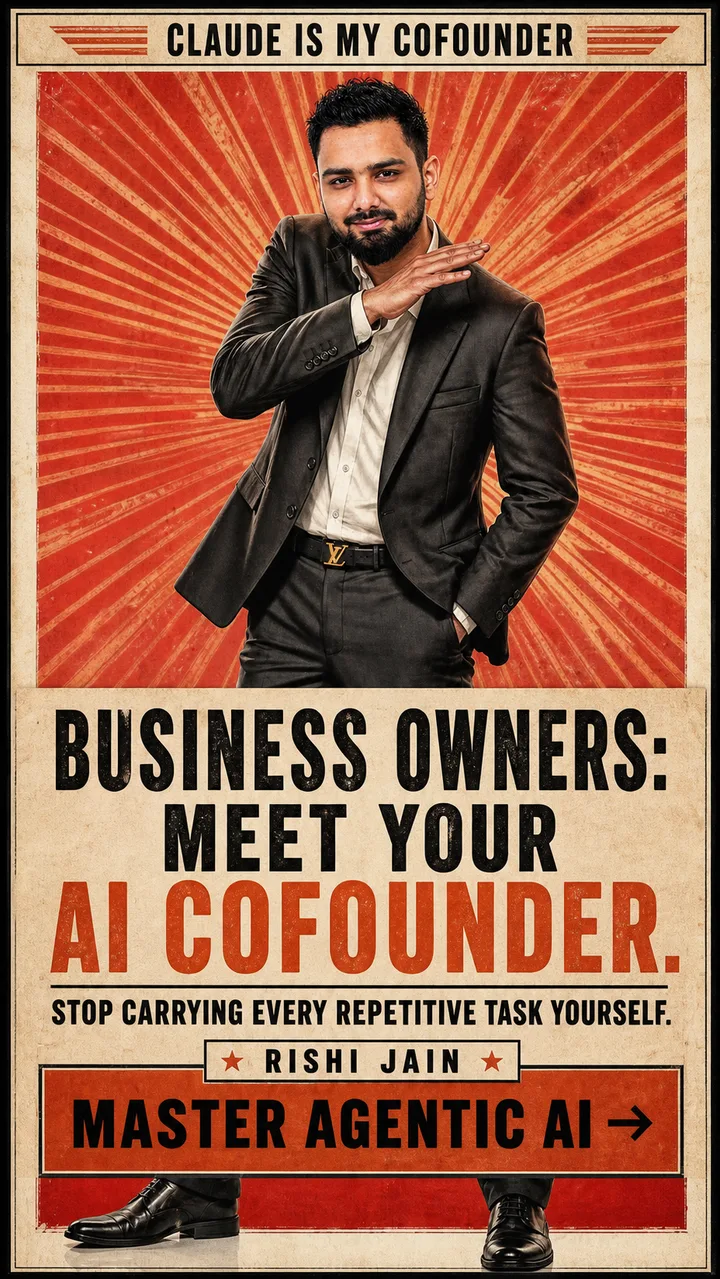 CLAUDE IS MY COFOUNDER
LV
BUSINESS OWNERS:
MEET YOUR
AI COFOUNDER.
STOP CARRYING EVERY REPETITIVE TASK YOURSELF.
★ RISHI JAIN ★
MASTER AGENTIC AI →